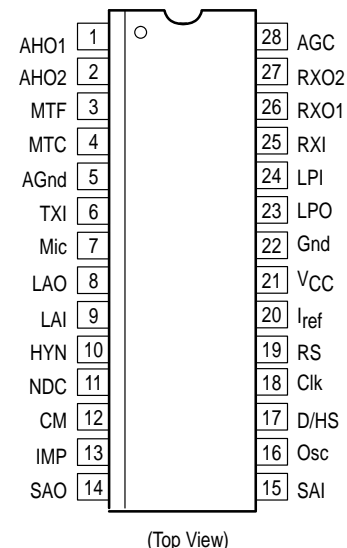 AHO1 1 28 AGC
AHO2 2 27 RXO2
MTF 3 26 RXO1
MTC 4 25 RXI
AGnd 5 24 LPI
TXI 6 23 LPO
Mic 7 22 Gnd
LAO 8 21 VCC
LAI 9 20 Iref
HYN 10 19 RS
NDC 11 18 Clk
CM 12 17 D/HS
IMP 13 16 Osc
SAO 14 15 SAI
(Top View)